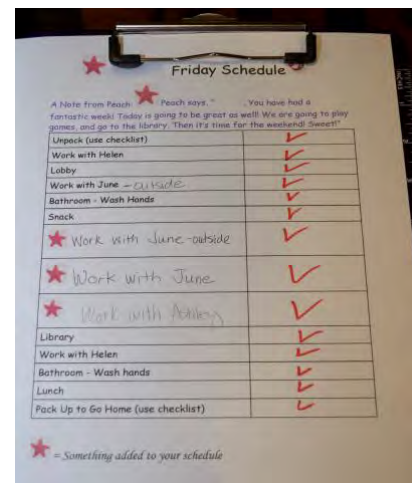 Friday Schedule
A Note from Peach Peach says, " , You have had a
fantastic week! Today is going to be great as well! We are going to play
games, and go to the library. Then it's time for the weekend! Sweet!"
Unpack (use checklist)
Work with Helen
Lobby
Work with June - outside
Bathroom - Wash Hands
Snack
Work with June-outside
Work with June
Work with Ashley
Library
Work with Helen
Bathroom - Wash hands
Lunch
Pack Up to Go Home (use checklist)
= Something added to your schedule